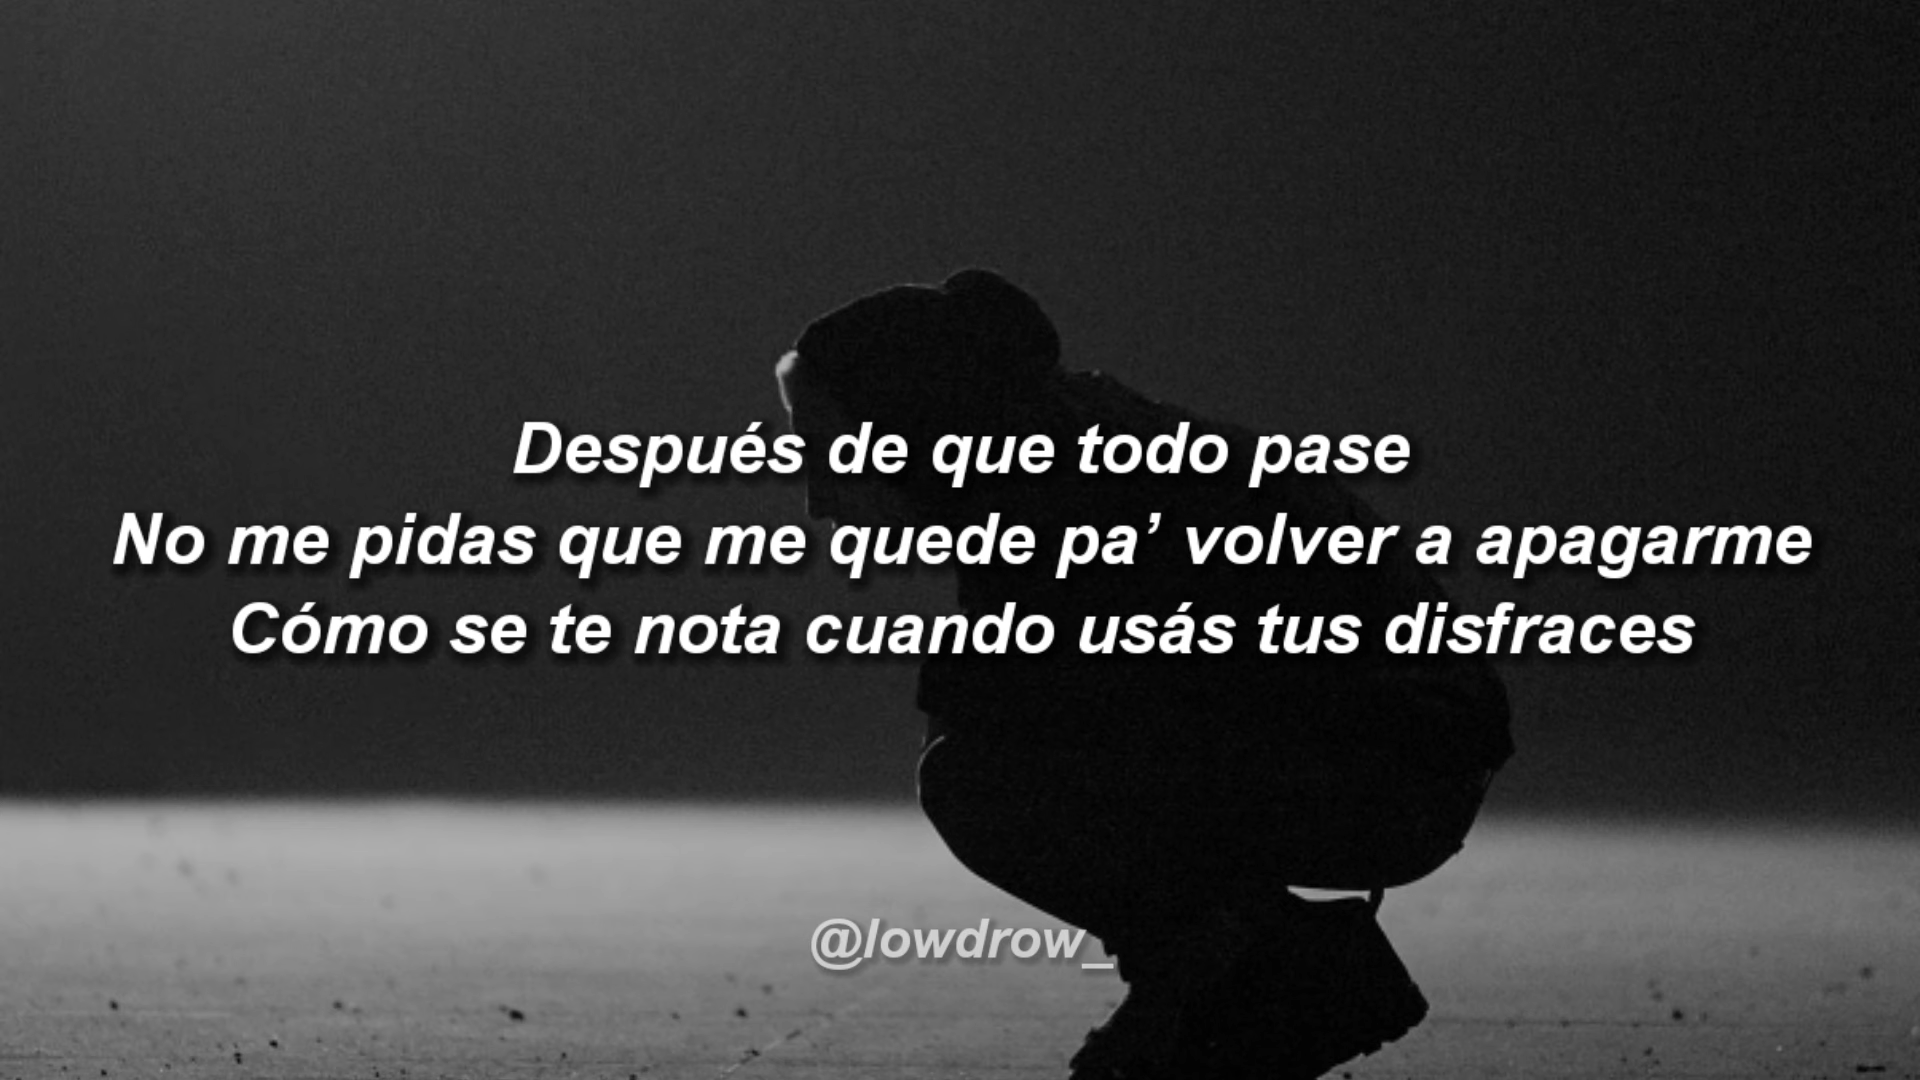 Después de que todo pase
No me pidas que me quede pa’ volver a apagarme
Cómo se te nota cuando usás tus disfraces
@lowdrow_